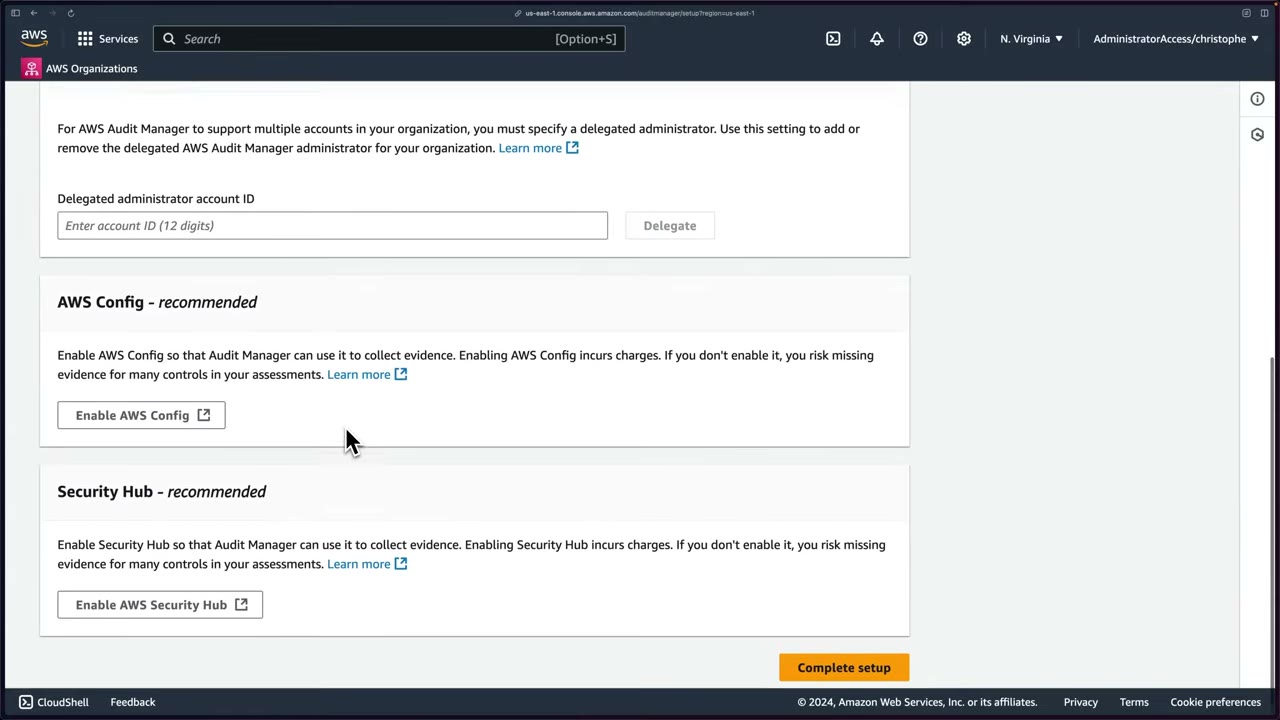 us-east-1.console.aws.amazon.com/auditmanager/setup?region=us-east-1
aws
Services
Search
[Option+S]
N. Virginia
AdministratorAccess/christophe
AWS Organizations
For AWS Audit Manager to support multiple accounts in your organization, you must specify a delegated administrator. Use this setting to add or
remove the delegated AWS Audit Manager administrator for your organization. Learn more
Delegated administrator account ID
Enter account ID (12 digits)
Delegate
AWS Config - recommended
Enable AWS Config so that Audit Manager can use it to collect evidence. Enabling AWS Config incurs charges. If you don't enable it, you risk missing
evidence for many controls in your assessments. Learn more
Enable AWS Config
Security Hub - recommended
Enable Security Hub so that Audit Manager can use it to collect evidence. Enabling Security Hub incurs charges. If you don't enable it, you risk missing
evidence for many controls in your assessments. Learn more
Enable AWS Security Hub
Complete setup
CloudShell
Feedback
© 2024, Amazon Web Services, Inc. or its affiliates.
Privacy
Terms
Cookie preferences